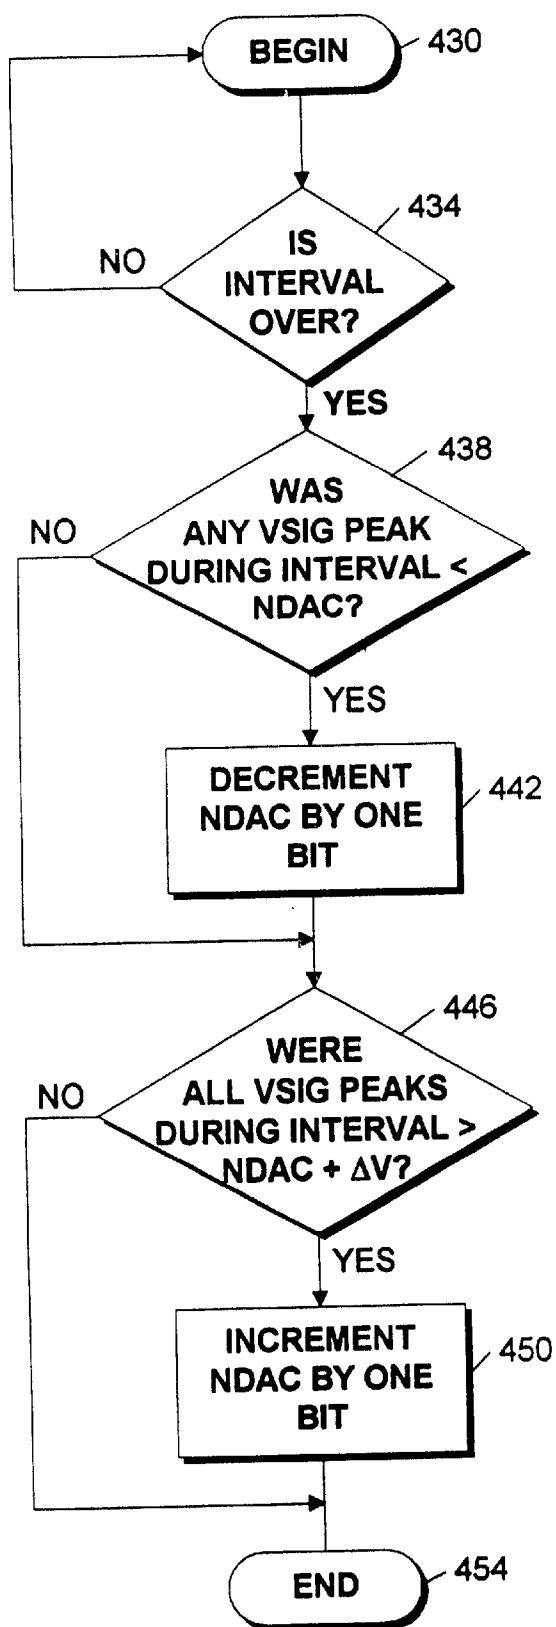 BEGIN
430
434
IS
INTERVAL
OVER?
NO
YES
438
WAS
ANY VSIG PEAK
DURING INTERVAL <
NDAC?
NO
YES
DECREMENT
NDAC BY ONE
BIT
442
446
WERE
ALL VSIG PEAKS
DURING INTERVAL >
NDAC + ΔV?
NO
YES
INCREMENT
NDAC BY ONE
BIT
450
END
454